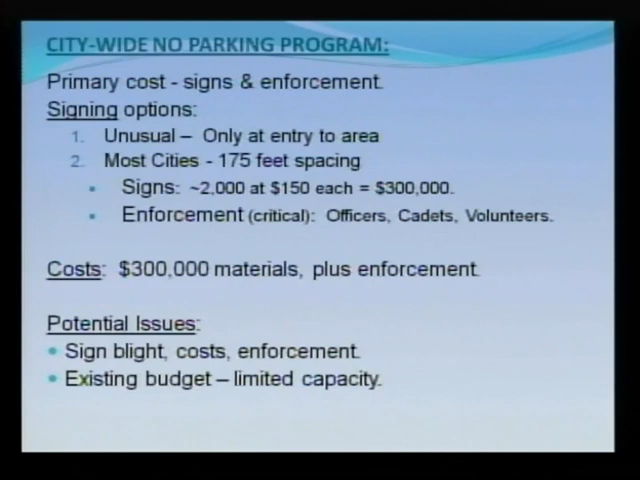 CITY-WIDE NO PARKING PROGRAM:
Primary cost - signs & enforcement.
Signing options:
1. Unusual – Only at entry to area
2. Most Cities - 175 feet spacing
• Signs: ~2,000 at $150 each = $300,000.
• Enforcement (critical): Officers, Cadets, Volunteers.
Costs: $300,000 materials, plus enforcement.
Potential Issues:
• Sign blight, costs, enforcement.
• Existing budget – limited capacity.